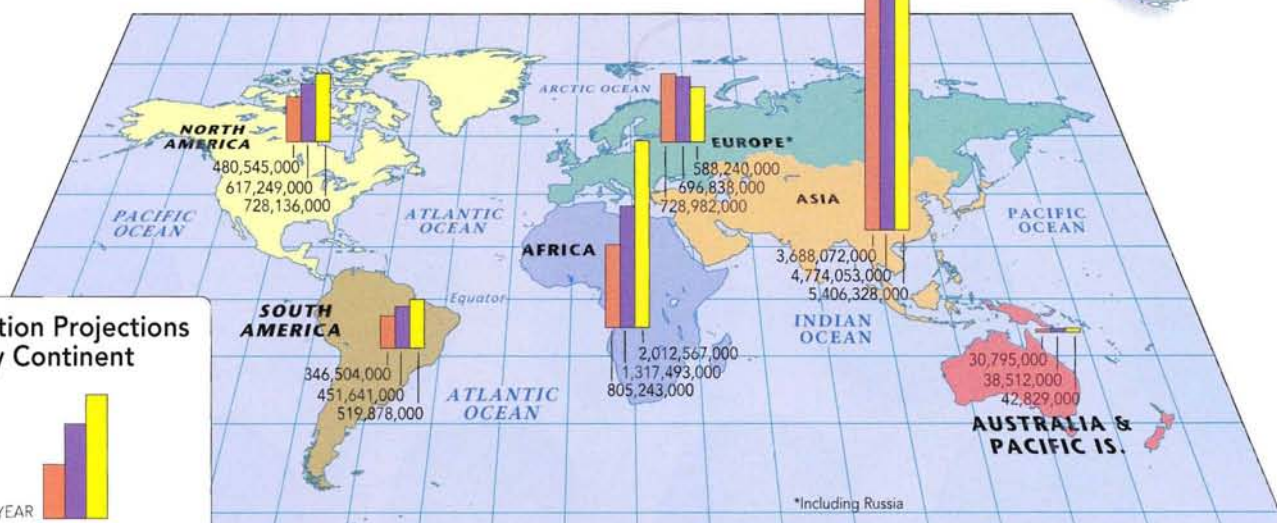 ARCTIC OCEAN
NORTH
AMERICA
480,545,000
617,249,000
728,136,000
EUROPE*
588,240,000
696,838,000
728,982,000
ASIA
3,688,072,000
4,774,053,000
5,406,328,000
PACIFIC
OCEAN
ATLANTIC
OCEAN
PACIFIC
OCEAN
AFRICA
2,012,567,000
1,317,493,000
805,243,000
Equator
SOUTH
AMERICA
346,504,000
451,641,000
519,878,000
ATLANTIC
OCEAN
INDIAN
OCEAN
30,795,000
38,512,000
42,829,000
AUSTRALIA &
PACIFIC IS.
tion Projections
y Continent
YEAR
*Including Russia